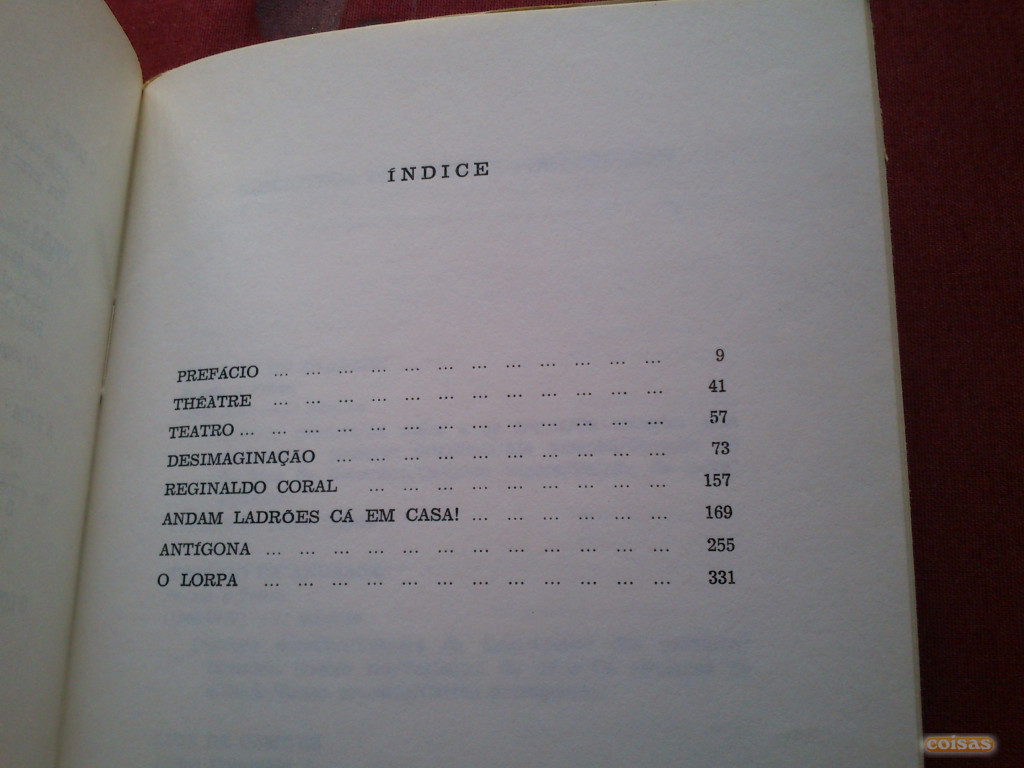 ÍNDICE
PREFÁCIO ... ... ... ... ... ... ... ... ... ... ... ... 9
THÉÂTRE ... ... ... ... ... ... ... ... ... ... ... ... 41
TEATRO ... ... ... ... ... ... ... ... ... ... ... ... ... 57
DESIMAGINAÇÃO ... ... ... ... ... ... ... ... ... ... 73
REGINALDO CORAL ... ... ... ... ... ... ... ... ... 157
ANDAM LADRÕES CÁ EM CASA! ... ... ... ... ... ... 169
ANTÍGONA ... ... ... ... ... ... ... ... ... ... ... ... 255
O LORPA ... ... ... ... ... ... ... ... ... ... ... ... 331
coisas